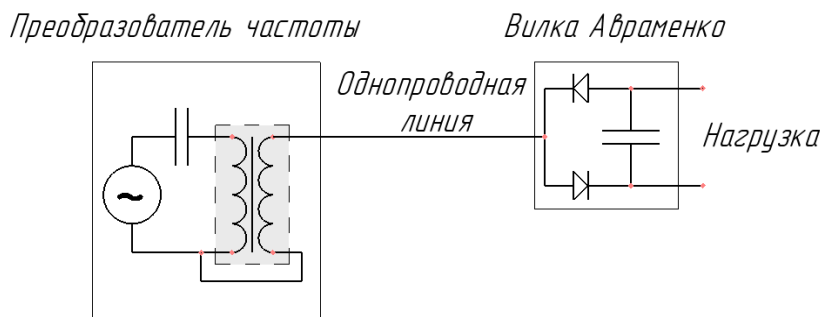 Преобразователь частоты
Вилка Авраменко
Однопроводная
линия
Нагрузка